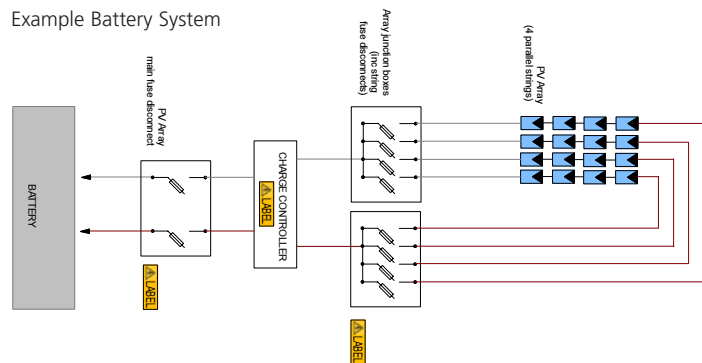 Example Battery System
BATTERY
PV Array
main fuse disconnect
LABEL
CHARGE CONTROLLER
LABEL
Array junction boxes
(inc string
fuse disconnects)
LABEL
PV Array
(4 parallel strings)